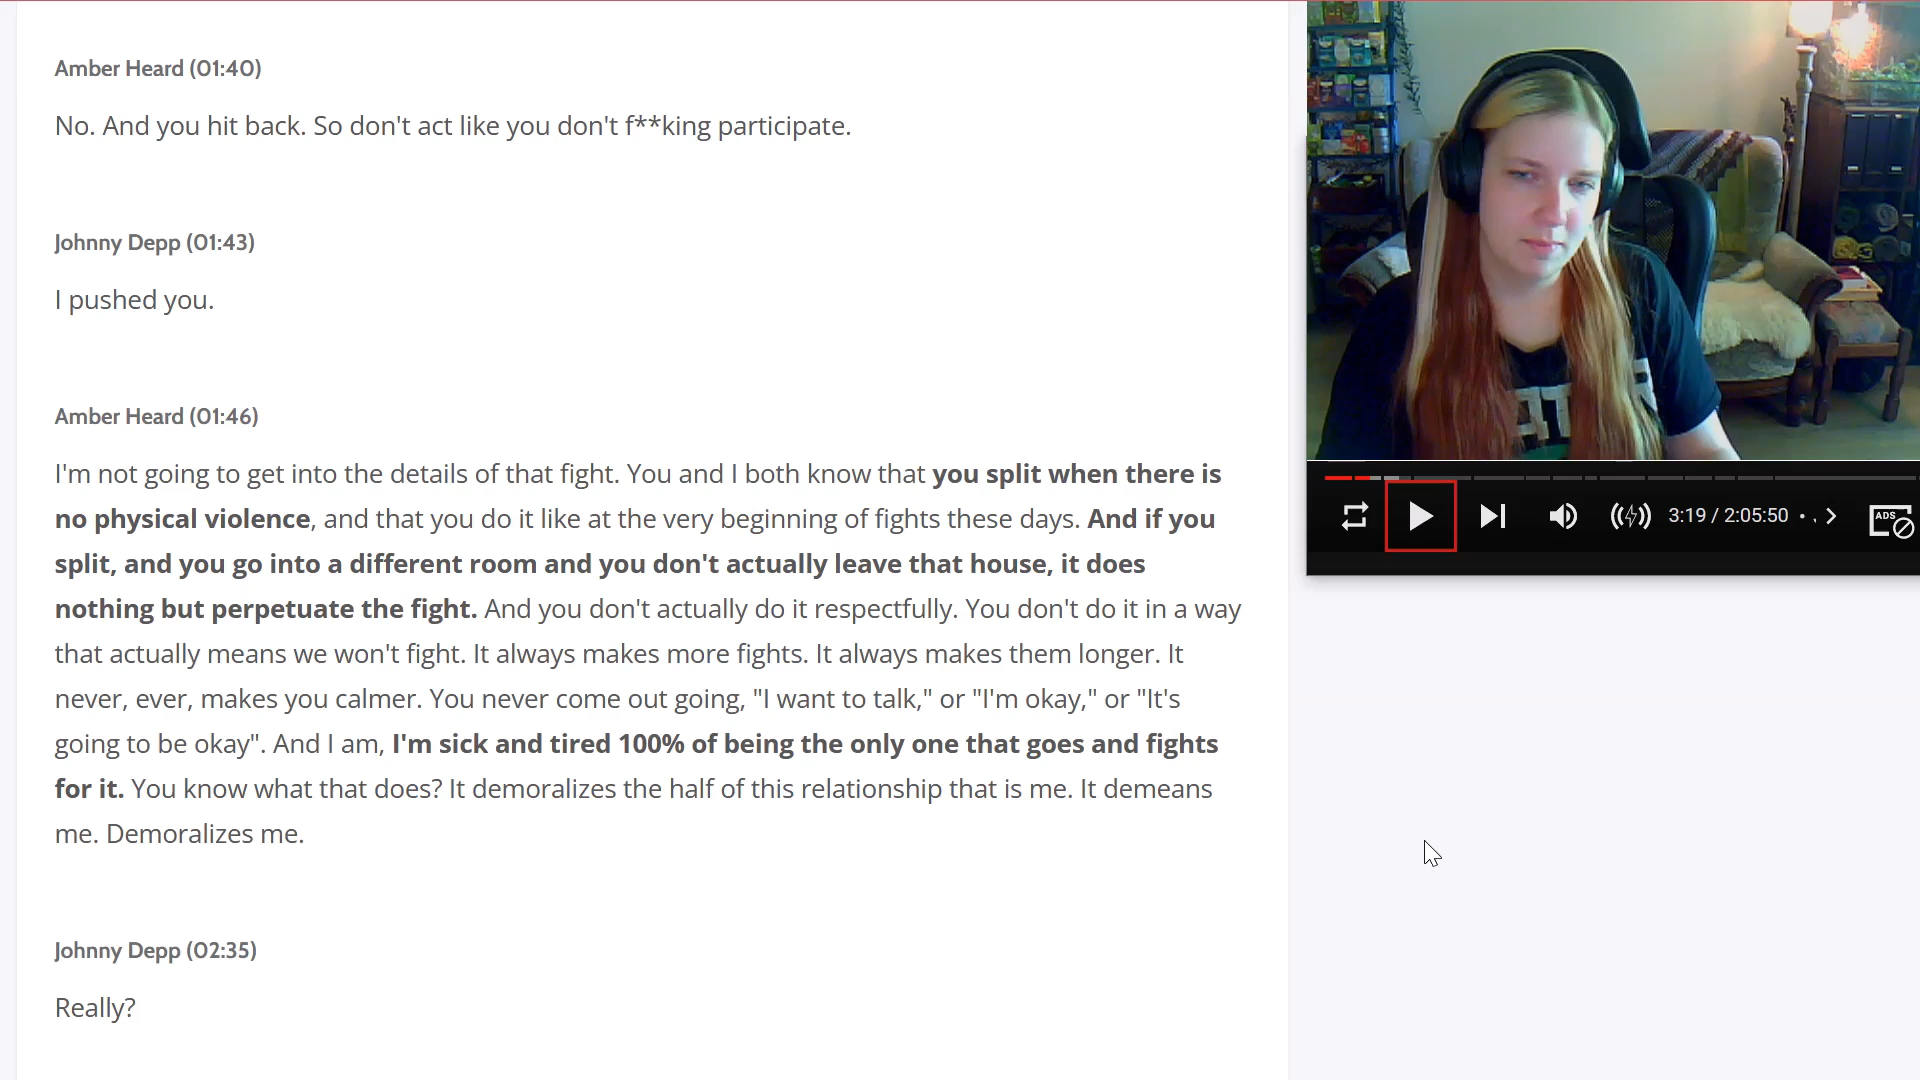 Amber Heard (01:40)
No. And you hit back. So don't act like you don't f**king participate.
Johnny Depp (01:43)
I pushed you.
Amber Heard (01:46)
I'm not going to get into the details of that fight. You and I both know that you split when there is
no physical violence, and that you do it like at the very beginning of fights these days. And if you
split, and you go into a different room and you don't actually leave that house, it does
nothing but perpetuate the fight. And you don't actually do it respectfully. You don't do it in a way
that actually means we won't fight. It always makes more fights. It always makes them longer. It
never, ever, makes you calmer. You never come out going, "I want to talk," or "I'm okay," or "It's
going to be okay". And I am, I'm sick and tired 100% of being the only one that goes and fights
for it. You know what that does? It demoralizes the half of this relationship that is me. It demeans
me. Demoralizes me.
Johnny Depp (02:35)
Really?
3:19 / 2:05:50
ADS